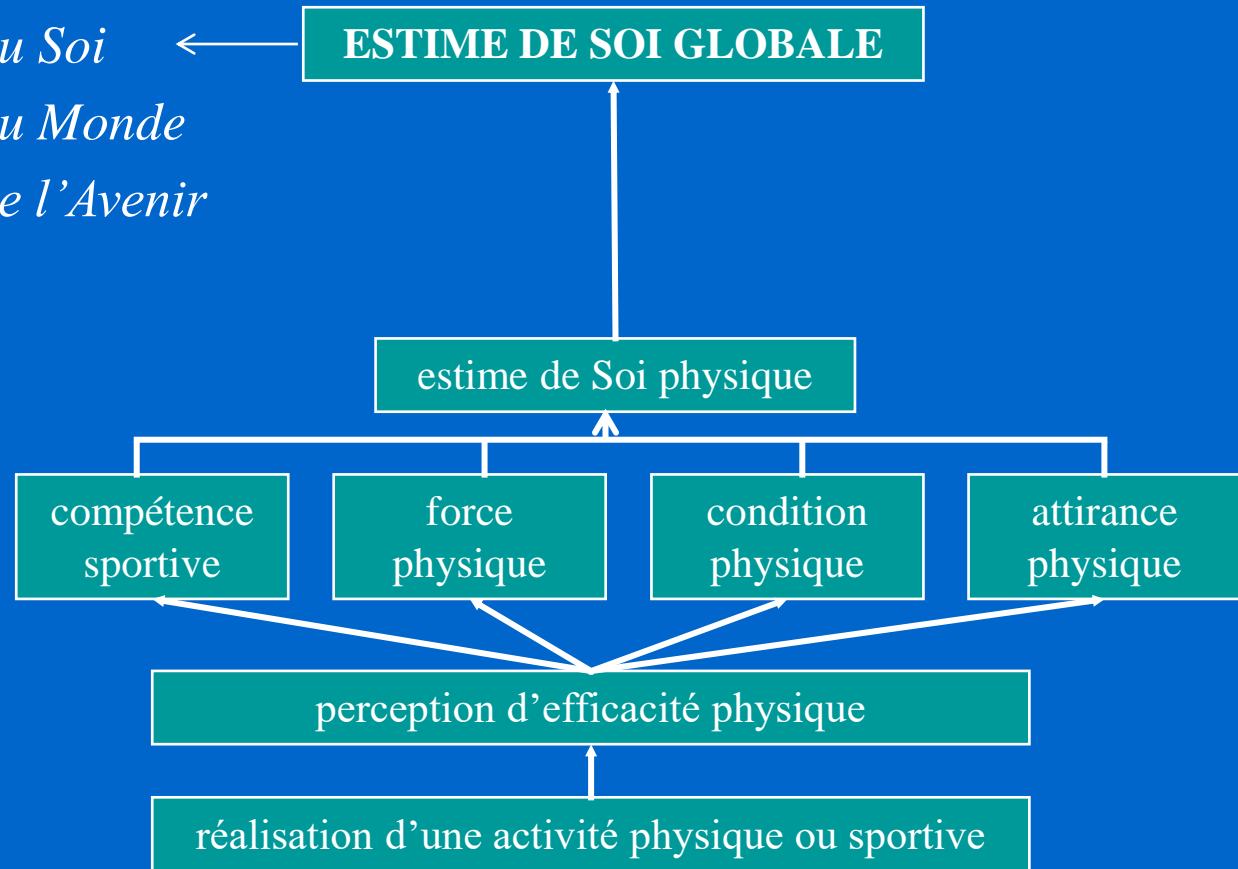 u Soi
ESTIME DE SOI GLOBALE
u Monde
e l’Avenir
estime de Soi physique
compétence
sportive
force
physique
condition
physique
attirance
physique
perception d’efficacité physique
réalisation d’une activité physique ou sportive